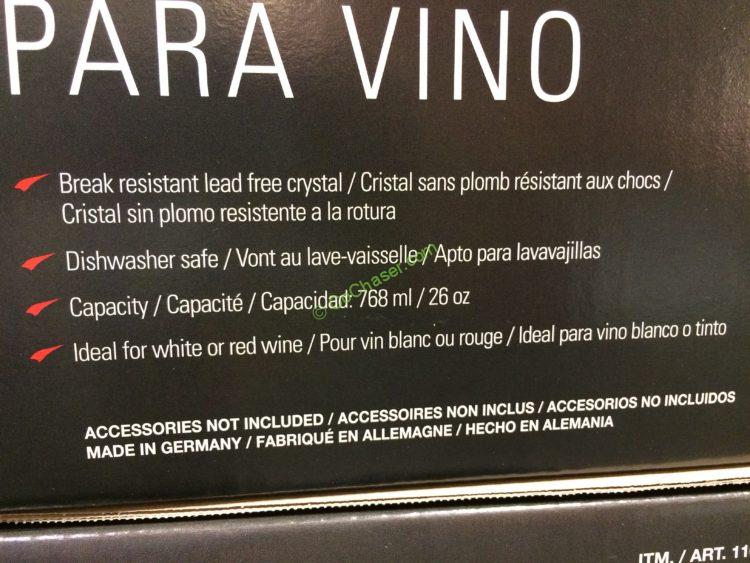 PARA VINO
Break resistant lead free crystal / Cristal sans plomb résistant aux chocs /
Cristal sin plomo resistente a la rotura
Dishwasher safe / Vont au lave-vaisselle / Apto para lavavajillas
Capacity / Capacité / Capacidad: 768 ml / 26 oz
Ideal for white or red wine / Pour vin blanc ou rouge / Ideal para vino blanco o tinto
ACCESSORIES NOT INCLUDED / ACCESSOIRES NON INCLUS / ACCESORIOS NO INCLUIDOS
MADE IN GERMANY / FABRIQUÉ EN ALLEMAGNE / HECHO EN ALEMANIA
ITM. / ART. 11